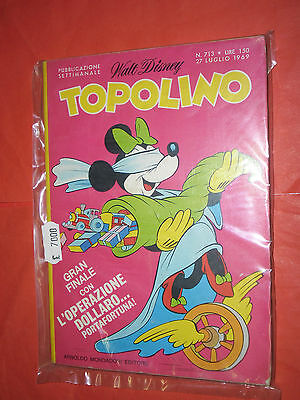 PUBBLICAZIONE
SETTIMANALE
Walt Disney
N. 713 • LIRE 150
27 LUGLIO 1969
TOPOLINO
GRAN
FINALE
CON
L'OPERAZIONE
DOLLARO...
PORTAFORTUNA!
ARNOLDO MONDADORI EDITORE